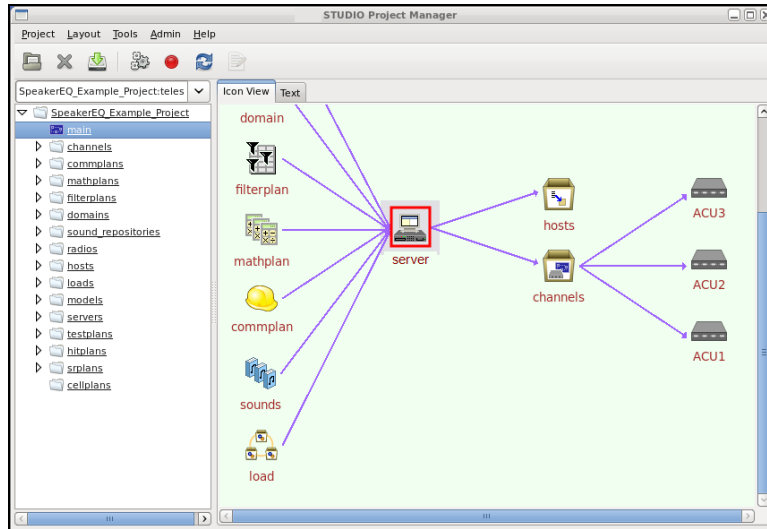 STUDIO Project Manager
Project Layout Tools Admin Help
SpeakerEQ_Example_Project:teles
Icon View Text
SpeakerEQ_Example_Project
main
channels
commplans
mathplans
filterplans
domains
sound_repositories
radios
hosts
loads
models
servers
testplans
hitplans
srplans
cellplans
domain
filterplan
mathplan
commplan
sounds
load
server
hosts
channels
ACU3
ACU2
ACU1